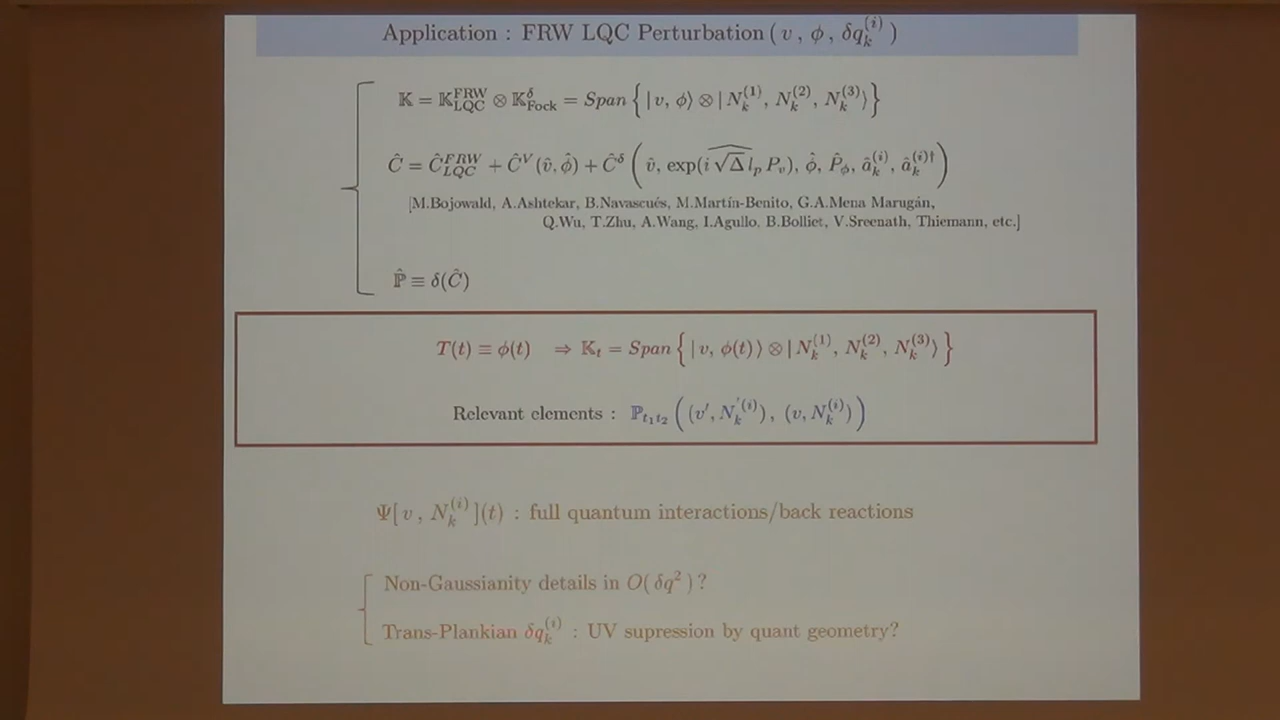 Application : FRW LQC Perturbation ( v , ϕ , δq_k^{(i)} )
𝕂 = 𝕂_{LQC}^{FRW} ⊗ 𝕂_{Fock}^{δ} = Span { | v, ϕ⟩ ⊗ | N_k^{(1)}, N_k^{(2)}, N_k^{(3)}⟩ }
Ĉ = Ĉ_{LQC}^{FRW} + Ĉ^V (v̂, ϕ̂) + Ĉ^δ ( v̂, \widehat{exp(i √Δ l_p P_v)}, ϕ̂, P̂_ϕ, â_k^{(i)}, â_k^{(i)†} )
[M.Bojowald, A.Ashtekar, B.Navascués, M.Martín-Benito, G.A.Mena Marugán,
Q.Wu, T.Zhu, A.Wang, I.Agullo, B.Bolliet, V.Sreenath, Thiemann, etc.]
ℙ̂ ≡ δ(Ĉ)
T(t) ≡ ϕ(t) ⇒ 𝕂_t = Span { | v, ϕ(t) ⟩ ⊗ | N_k^{(1)}, N_k^{(2)}, N_k^{(3)}⟩ }
Relevant elements : ℙ_{t_1 t_2} ( (v′, N_k^{′(i)}) , (v, N_k^{(i)}) )
Ψ[ v , N_k^{(i)} ](t) : full quantum interactions/back reactions
Non-Gaussianity details in O( δq² ) ?
Trans-Plankian δq_k^{(i)} : UV supression by quant geometry?